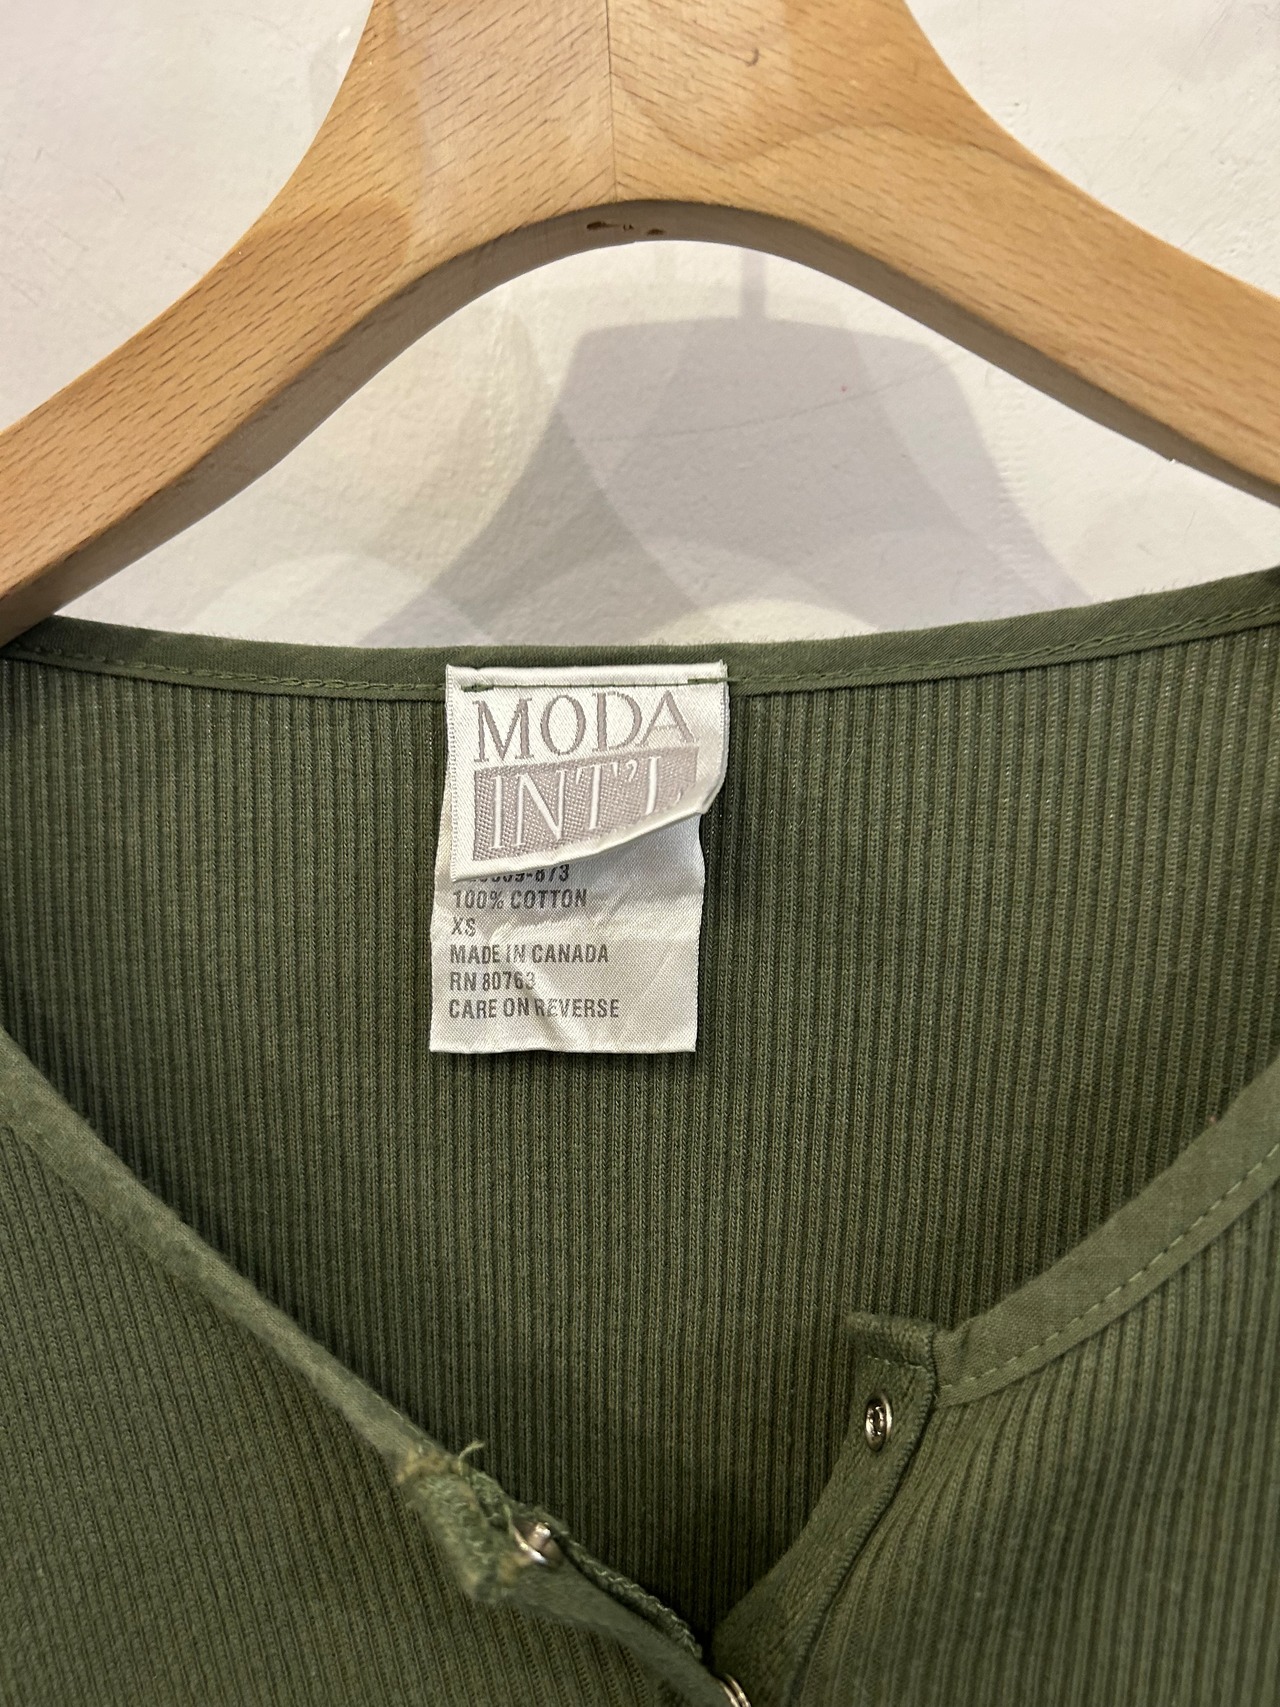 MODA
INT'L
100% COTTON
XS
MADE IN CANADA
RN 80763
CARE ON REVERSE